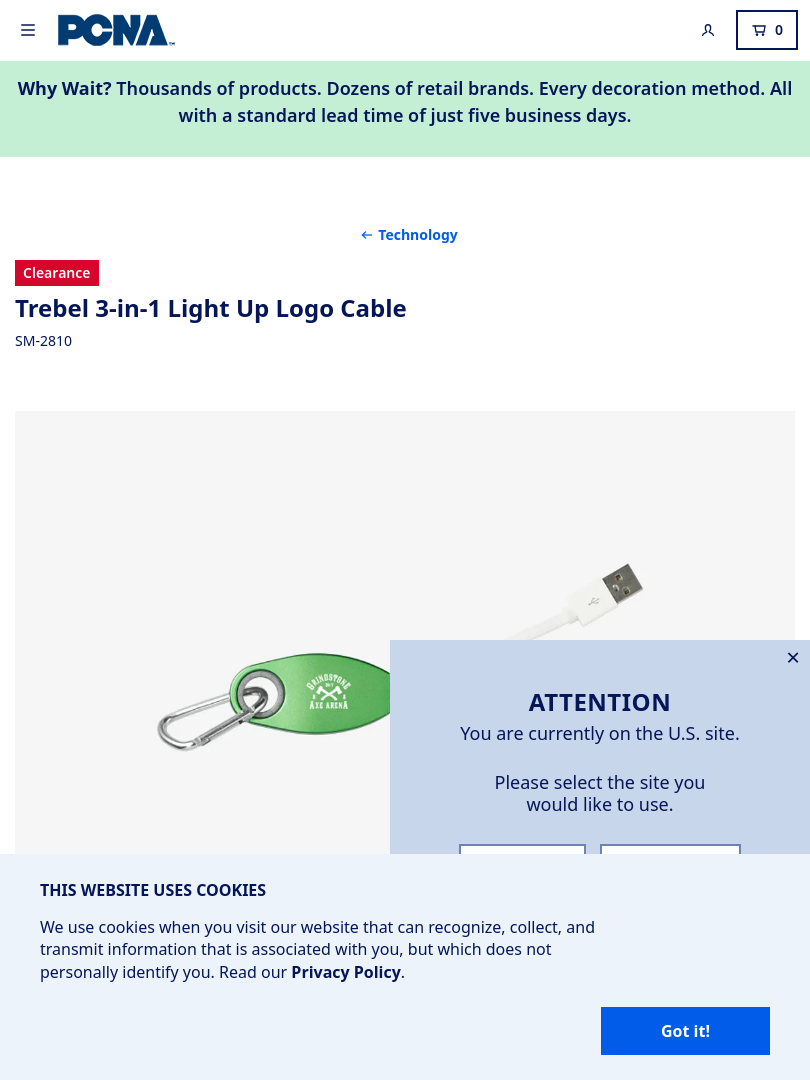 PCNA™
0
Why Wait? Thousands of products. Dozens of retail brands. Every decoration method. All
with a standard lead time of just five business days.
← Technology
Clearance
Trebel 3-in-1 Light Up Logo Cable
SM-2810
GRINDSTONE
AXE ARENA
ATTENTION
You are currently on the U.S. site.
Please select the site you
would like to use.
THIS WEBSITE USES COOKIES
We use cookies when you visit our website that can recognize, collect, and
transmit information that is associated with you, but which does not
personally identify you. Read our Privacy Policy.
Got it!